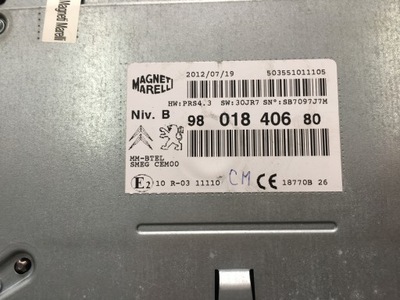 Magneti Marelli
MAGNETI
MARELLI
2012/07/19 503551011105
HW:PRS4.3 SW:30JR7 SN°:SB7097J7M
Niv. B 98 018 406 80
MM-BTEL
SMEG CEMOD
E2 10 R-03 11110 CM CE 18770B 26